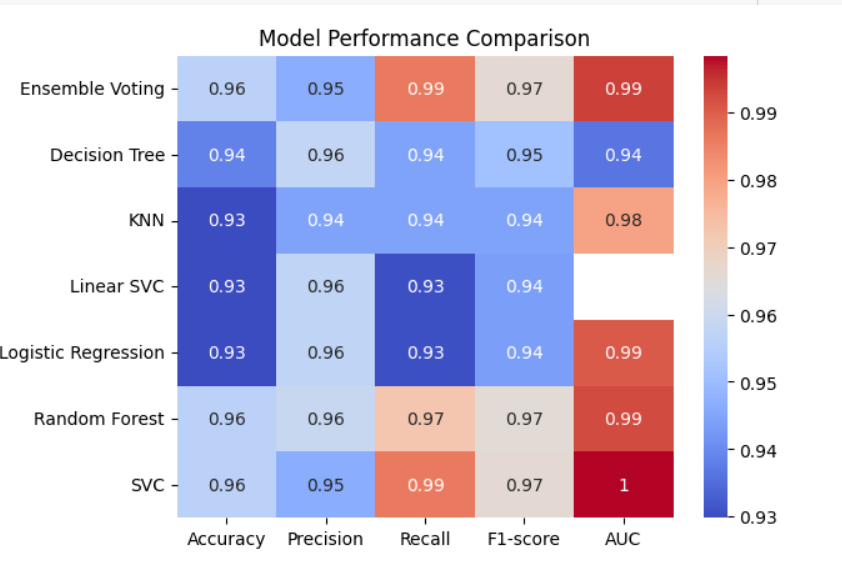 Model Performance Comparison
Ensemble Voting 0.96 0.95 0.99 0.97 0.99
Decision Tree 0.94 0.96 0.94 0.95 0.94
KNN 0.93 0.94 0.94 0.94 0.98
Linear SVC 0.93 0.96 0.93 0.94
Logistic Regression 0.93 0.96 0.93 0.94 0.99
Random Forest 0.96 0.96 0.97 0.97 0.99
SVC 0.96 0.95 0.99 0.97 1
Accuracy Precision Recall F1-score AUC
0.99
0.98
0.97
0.96
0.95
0.94
0.93